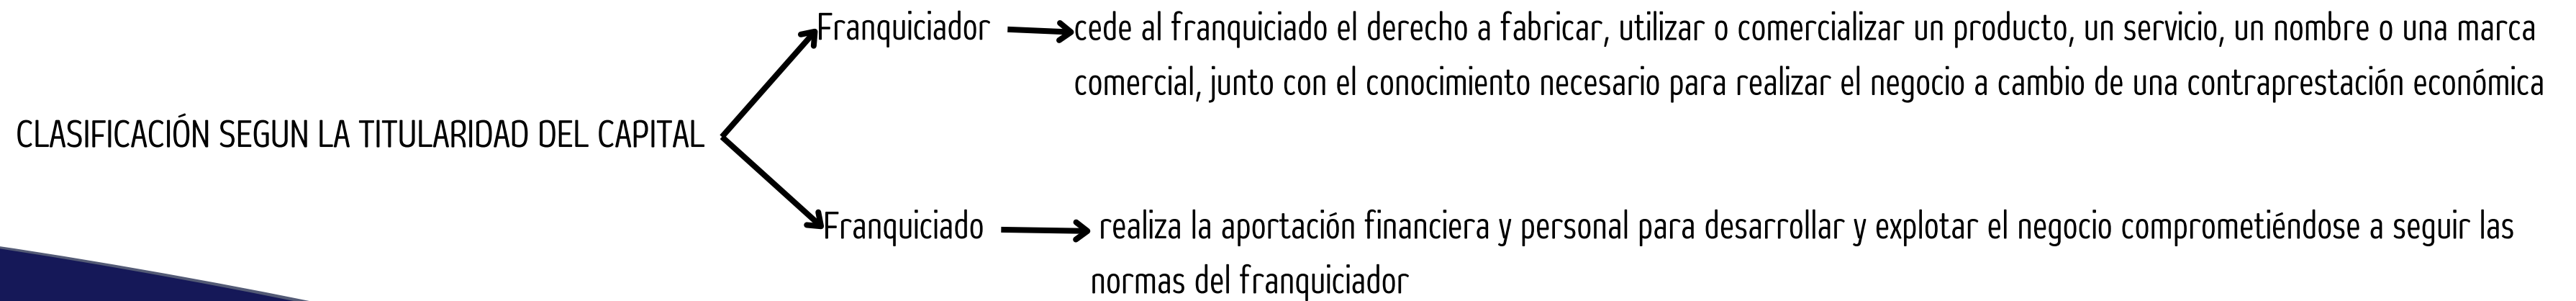 Franquiciador
cede al franquiciado el derecho a fabricar, utilizar o comercializar un producto, un servicio, un nombre o una marca
comercial, junto con el conocimiento necesario para realizar el negocio a cambio de una contraprestación económica
CLASIFICACIÓN SEGUN LA TITULARIDAD DEL CAPITAL
Franquiciado
realiza la aportación financiera y personal para desarrollar y explotar el negocio comprometiéndose a seguir las
normas del franquiciador